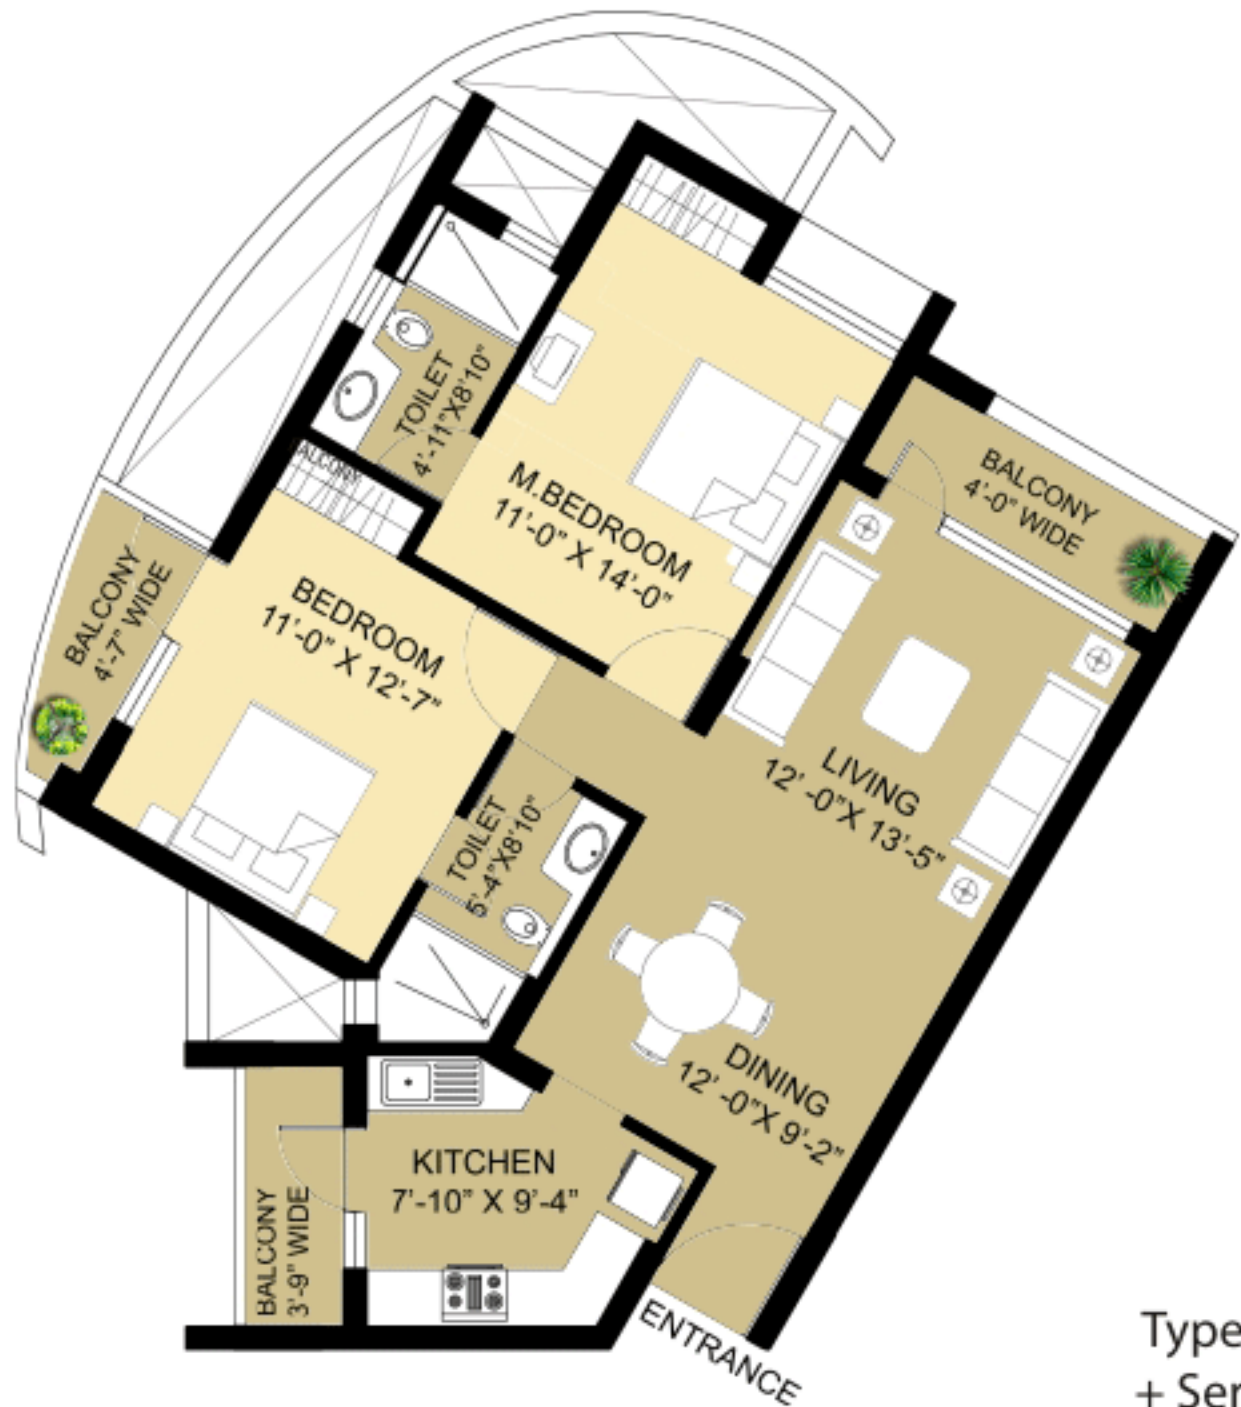 TOILET
4'-11"X8'10"
M.BEDROOM
11'-0" X 14'-0"
BALCONY
4'-0" WIDE
BALCONY
BEDROOM
11'-0" X 12'-7"
BALCONY
4'-7" WIDE
LIVING
12'-0"X 13'-5"
TOILET
5'-4"X8'10"
DINING
12'-0"X 9'-2"
KITCHEN
7'-10" X 9'-4"
BALCONY
3'-9" WIDE
ENTRANCE
Type
+ Ser